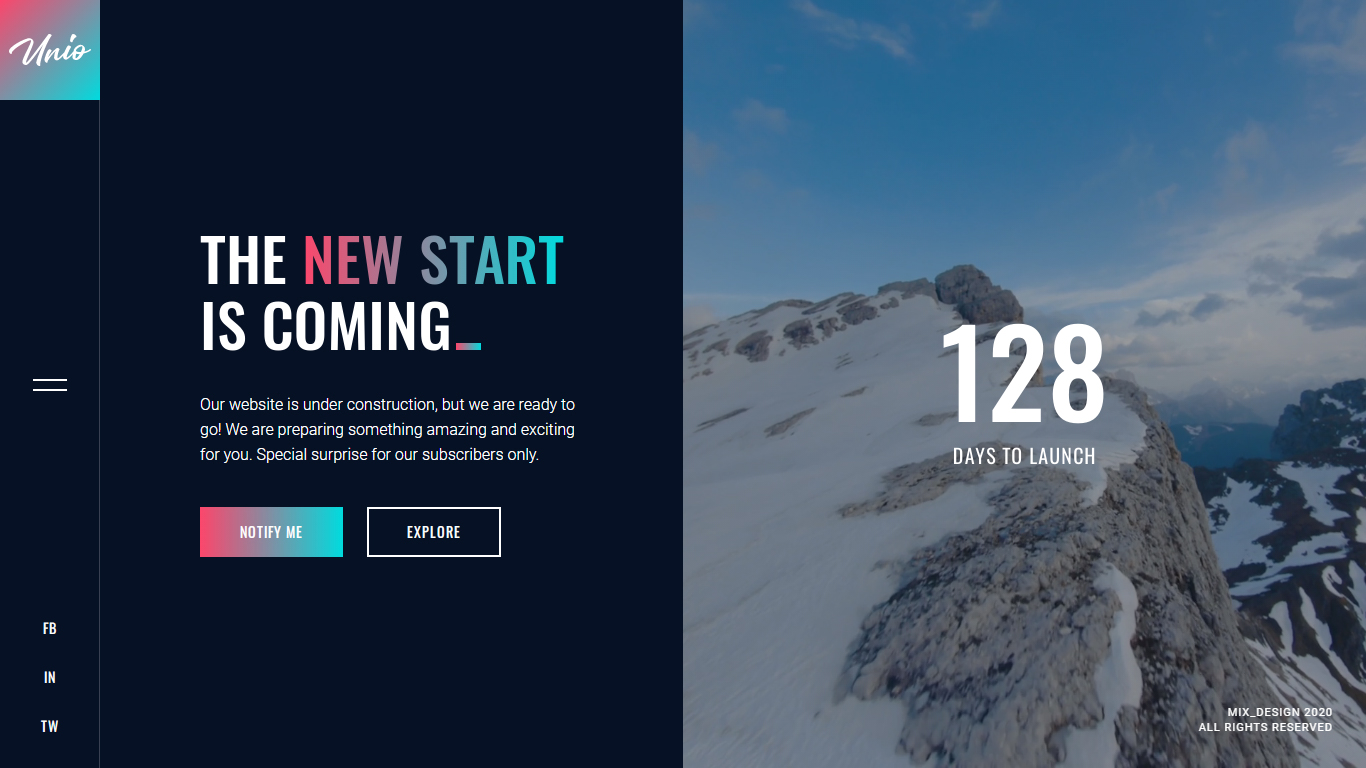 Unio
THE NEW START
IS COMING_
Our website is under construction, but we are ready to
go! We are preparing something amazing and exciting
for you. Special surprise for our subscribers only.
NOTIFY ME
EXPLORE
FB
IN
TW
128
DAYS TO LAUNCH
MIX_DESIGN 2020
ALL RIGHTS RESERVED